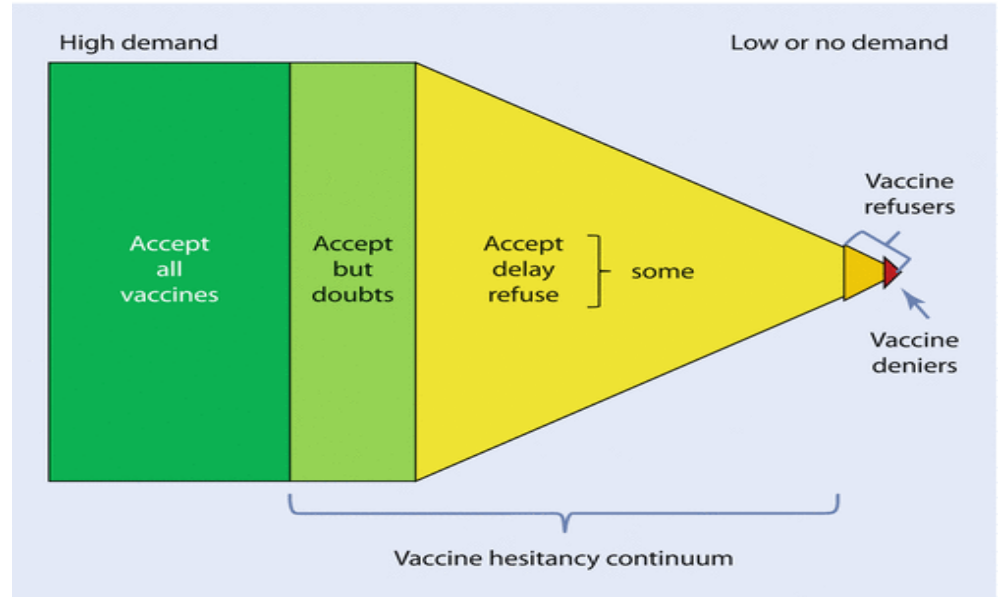 High demand
Low or no demand
Vaccine
refusers
Accept
all
vaccines
Accept
but
doubts
Accept
delay
refuse
some
Vaccine
deniers
Vaccine hesitancy continuum